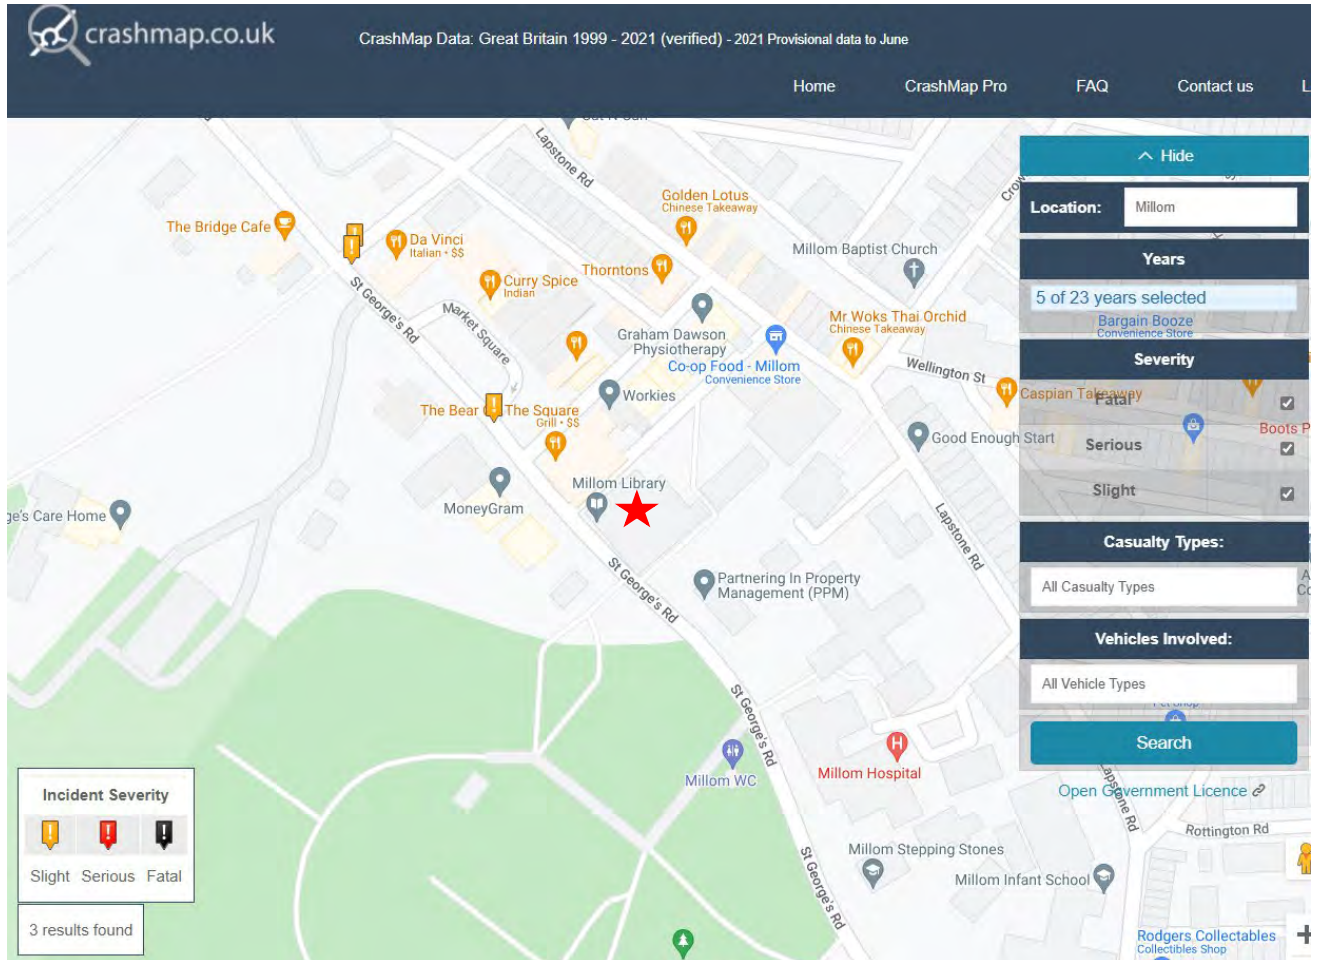 crashmap.co.uk
CrashMap Data: Great Britain 1999 - 2021 (verified) - 2021 Provisional data to June
Home
CrashMap Pro
FAQ
Contact us
Lapstone Rd
Golden Lotus
Chinese Takeaway
The Bridge Cafe
Da Vinci
Italian • $$
Curry Spice
Indian
Thorntons
Millom Baptist Church
St George's Rd
Market Square
Graham Dawson
Physiotherapy
Mr Woks Thai Orchid
Chinese Takeaway
Co-op Food - Millom
Convenience Store
Wellington St
Workies
The Bear
The Square
Grill • $$
Caspian Takeaway
Good Enough Start
Boots
MoneyGram
Millom Library
Care Home
Lapstone Rd
St George's Rd
Partnering In Property
Management (PPM)
St George's Rd
Millom WC
Millom Hospital
Lapstone Rd
Rottington Rd
Millom Stepping Stones
St George's Rd
Millom Infant School
Rodgers Collectables
Collectibles Shop
Hide
Location:
Millom
Years
5 of 23 years selected
Bargain Booze
Convenience Store
Severity
Fatal
Serious
Slight
Casualty Types:
All Casualty Types
Vehicles Involved:
All Vehicle Types
Search
Open Government Licence
Incident Severity
Slight Serious Fatal
3 results found